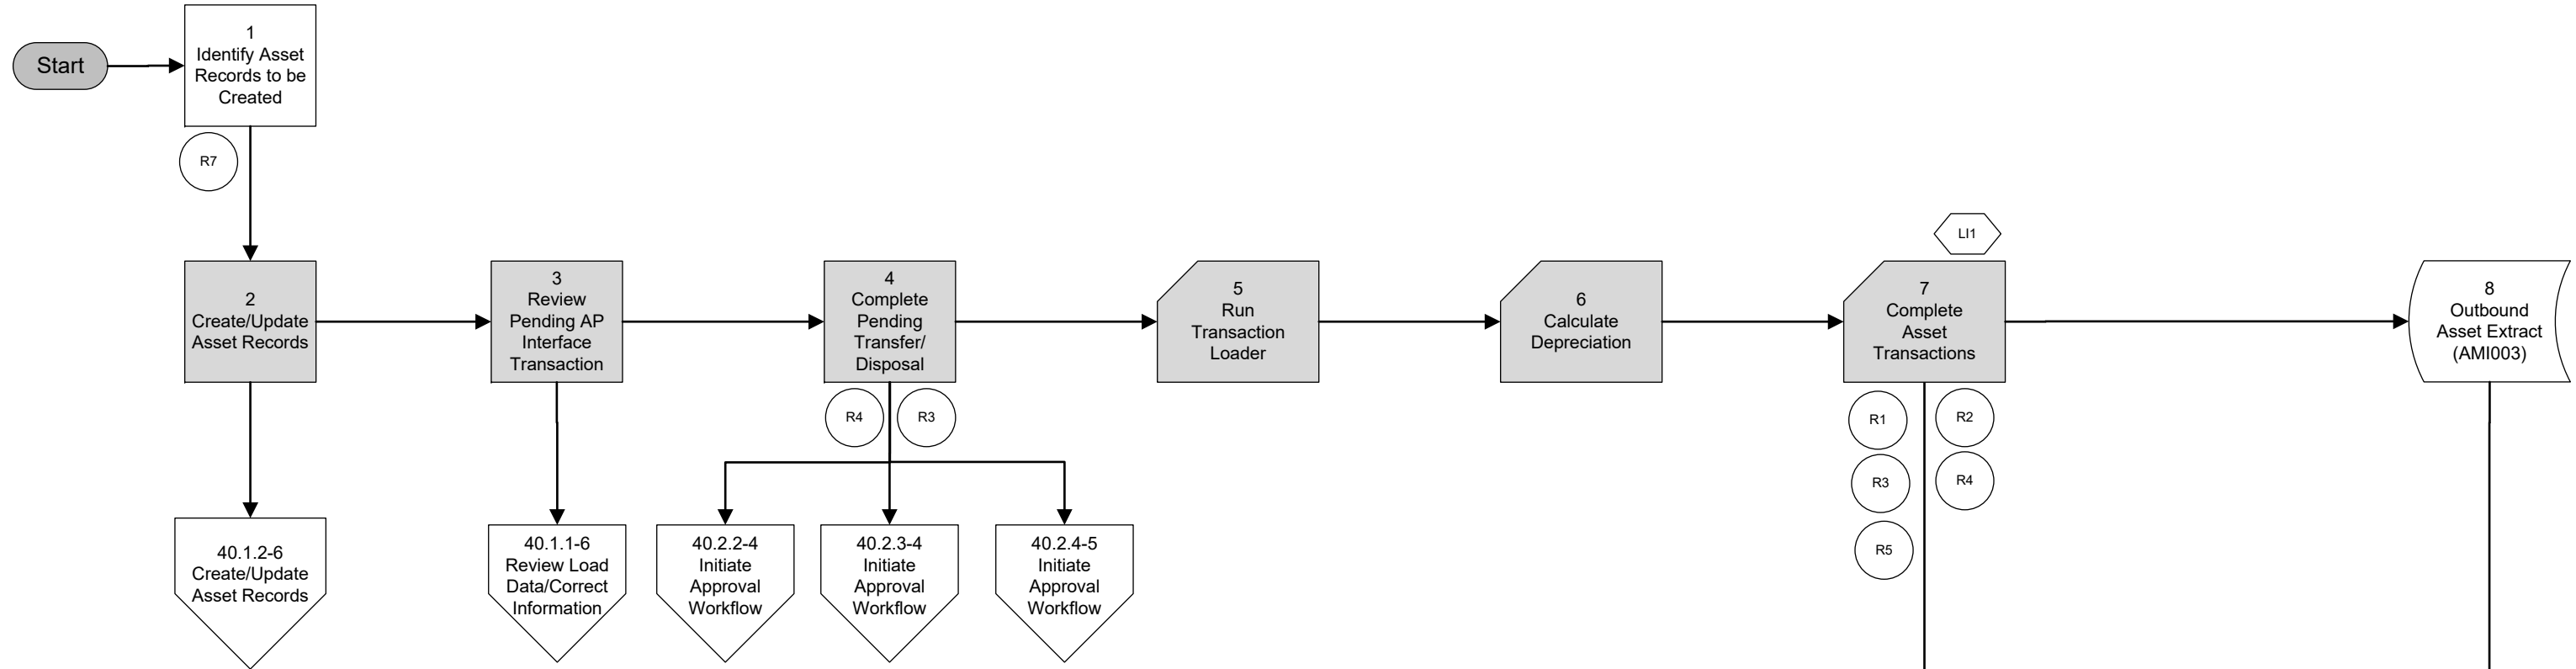 Start
1
Identify Asset
Records to be
Created
R7
LI1
2
Create/Update
Asset Records
3
Review
Pending AP
Interface
Transaction
4
Complete
Pending
Transfer/
Disposal
5
Run
Transaction
Loader
6
Calculate
Depreciation
7
Complete
Asset
Transactions
8
Outbound
Asset Extract
(AMI003)
R4
R3
R1
R2
R3
R4
R5
40.1.2-6
Create/Update
Asset Records
40.1.1-6
Review Load
Data/Correct
Information
40.2.2-4
Initiate
Approval
Workflow
40.2.3-4
Initiate
Approval
Workflow
40.2.4-5
Initiate
Approval
Workflow